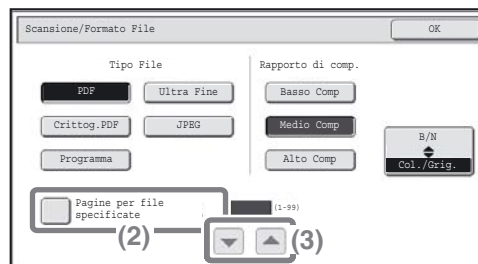 Scansione/Formato File
OK
Tipo File
Rapporto di comp.
PDF
Ultra Fine
Basso Comp
Crittog.PDF
JPEG
Medio Comp
B/N
Programma
Alto Comp
Col./Grig.
Pagine per file
specificate
(1-99)
(2)
(3)